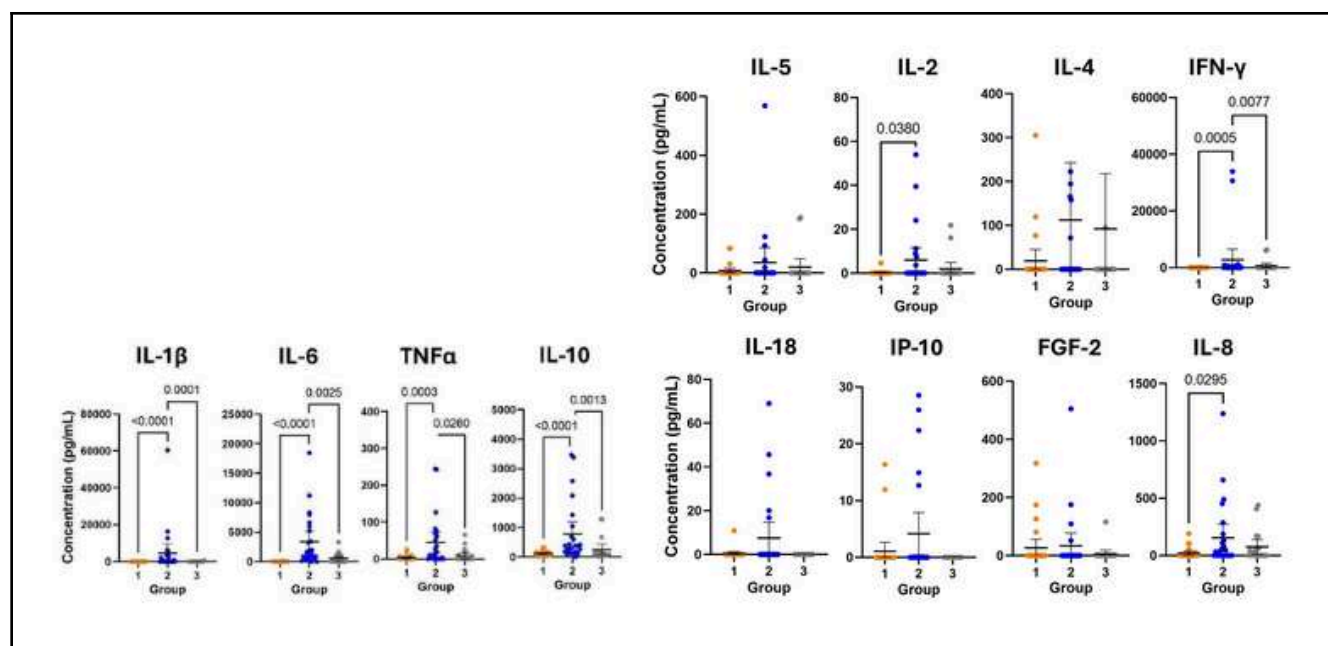 IL-5 IL-2 IL-4 IFN-γ
Concentration (pg/mL)
600
400
200
0
1 2 3
Group
80
60
40
20
0
0.0380
1 2 3
Group
400
300
200
100
0
1 2 3
Group
60000
40000
20000
0
0.0077
0.0005
1 2 3
Group
IL-1β IL-6 TNFα IL-10
Concentration (pg/mL)
80000
60000
40000
20000
0
0.0001
<0.0001
1 2 3
Group
25000
20000
15000
10000
5000
0
0.0025
<0.0001
1 2 3
Group
400
300
200
100
0
0.0003
0.0260
1 2 3
Group
5000
4000
3000
2000
1000
0
0.0013
<0.0001
1 2 3
Group
IL-18 IP-10 FGF-2 IL-8
Concentration (pg/mL)
80
60
40
20
0
1 2 3
Group
30
20
10
0
1 2 3
Group
600
400
200
0
1 2 3
Group
1500
1000
500
0
0.0295
1 2 3
Group